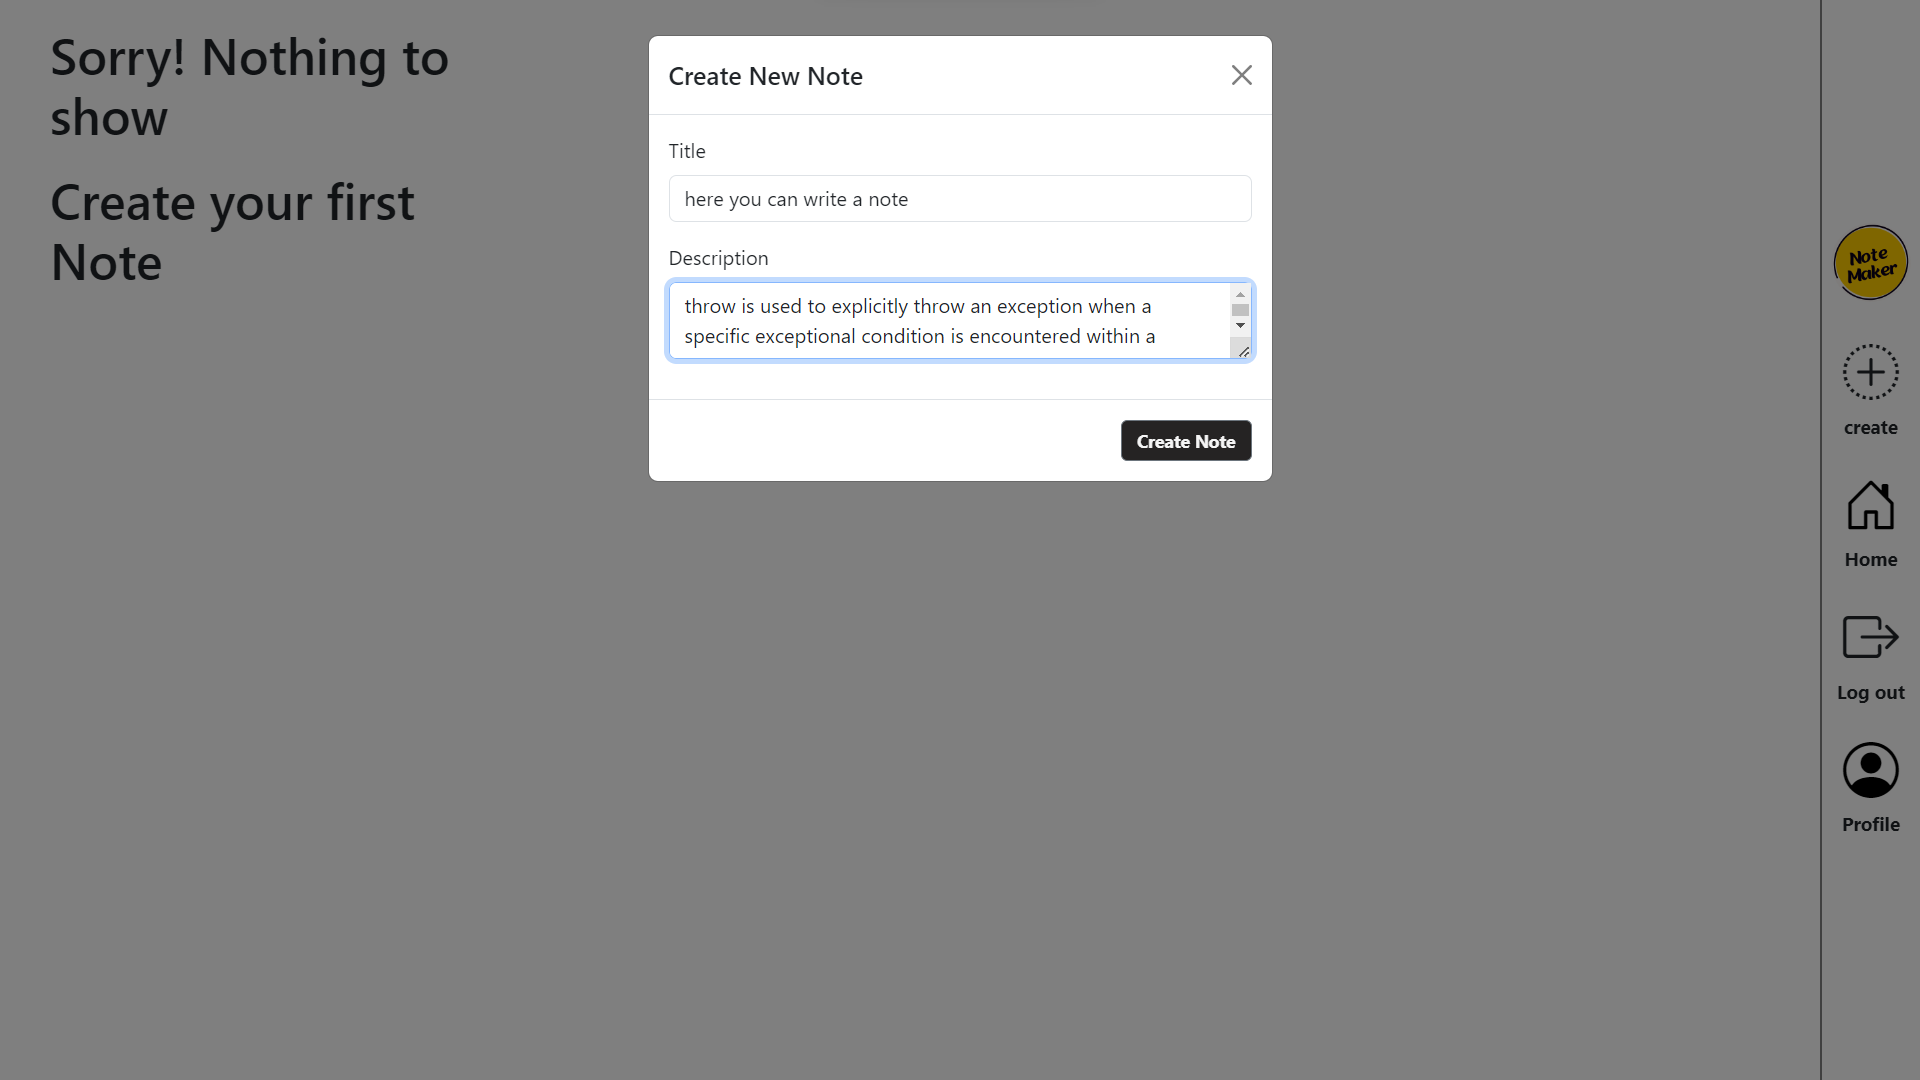 Sorry! Nothing to
show
Create your first
Note
Create New Note
Title
here you can write a note
Description
throw is used to explicitly throw an exception when a
specific exceptional condition is encountered within a
Create Note
Note
Maker
create
Home
Log out
Profile